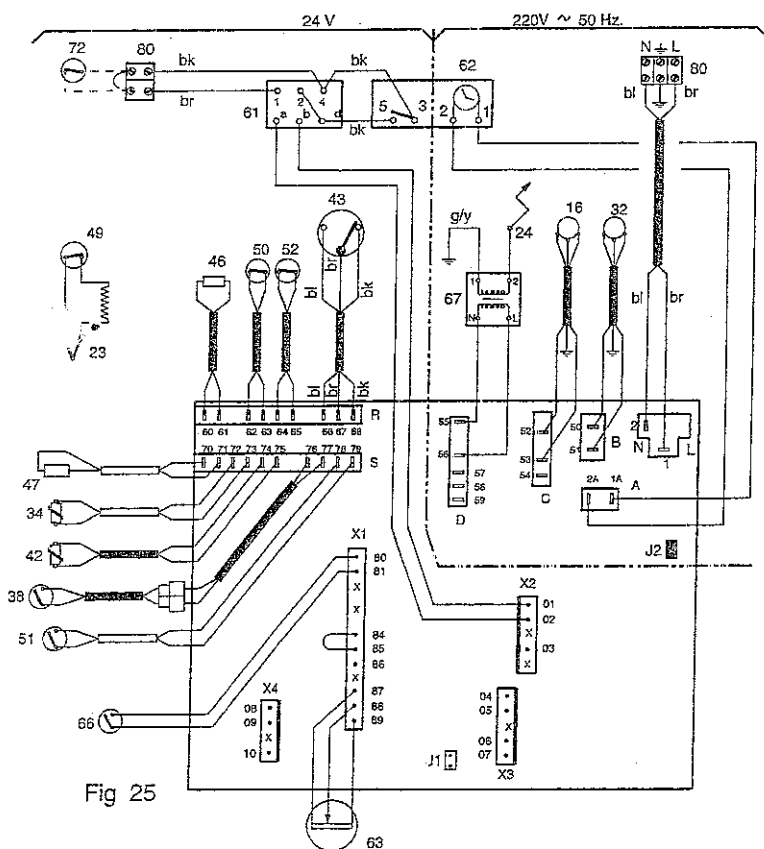 24 V
220V ~ 50 Hz.
72
80
bk
bk
62
N L
80
br
1 2 4
61 a b d
5 3
2 1
bk
bl
br
43
g/y
24
16
32
49
46
50
52
1 2
67
N L
bl
br
bk
bl
br
23
bl
br
bk
R
60 61 62 63 64 65 66 67 68
70 71 72 73 74 75 76 77 78 79
S
55
56
57
58
59
D
52
53
54
C
50
51
B
2
N
L
1
2A 1A
A
47
34
42
38
51
J2
X1
80
81
X
X
84
85
86
X
87
88
89
X2
01
02
X
03
66
X4
08
09
X
10
J1
04
05
X
06
07
X3
Fig 25
63